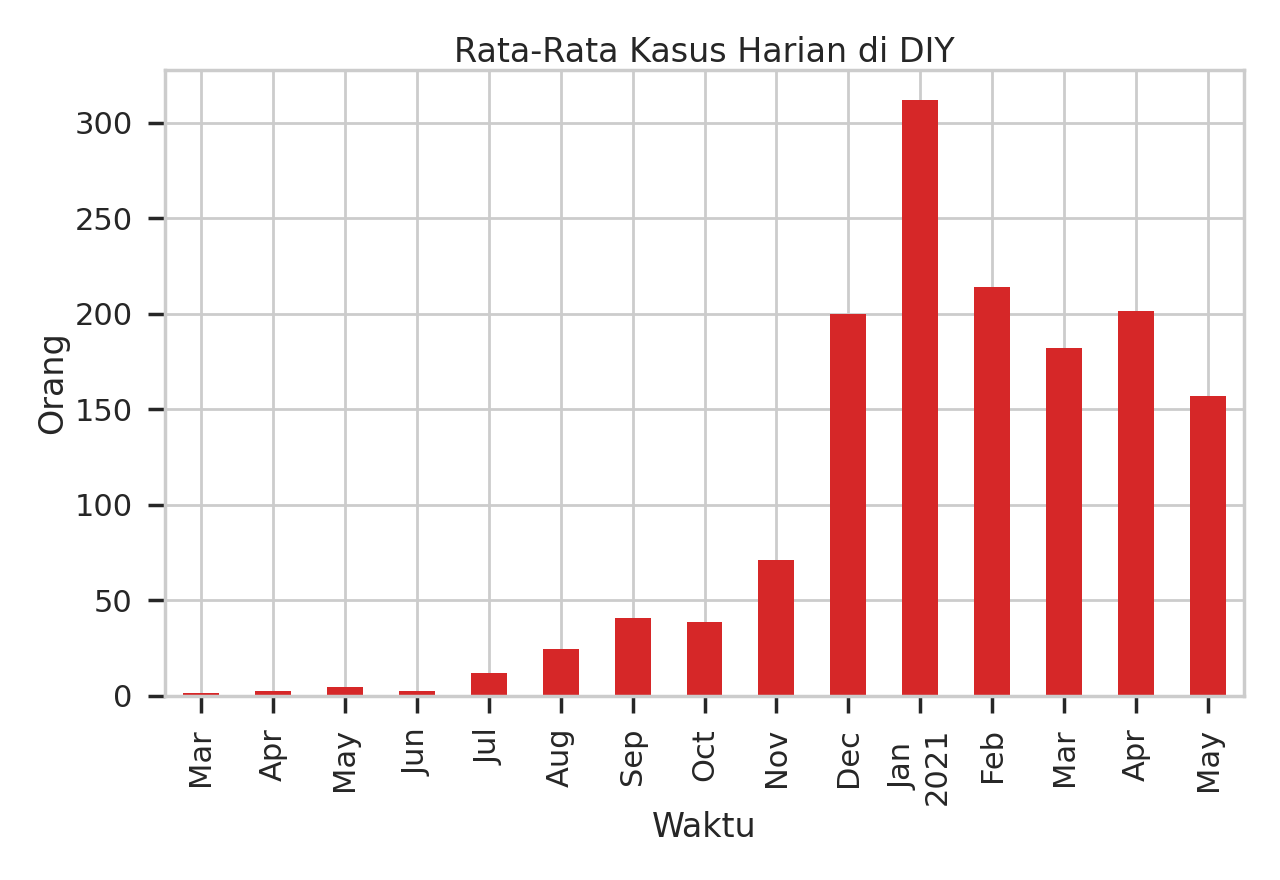 Rata-Rata Kasus Harian di DIY
300
250
200
150
100
50
0
Orang
Mar
Apr
May
Jun
Jul
Aug
Sep
Oct
Nov
Dec
Jan
2021
Feb
Mar
Apr
May
Waktu